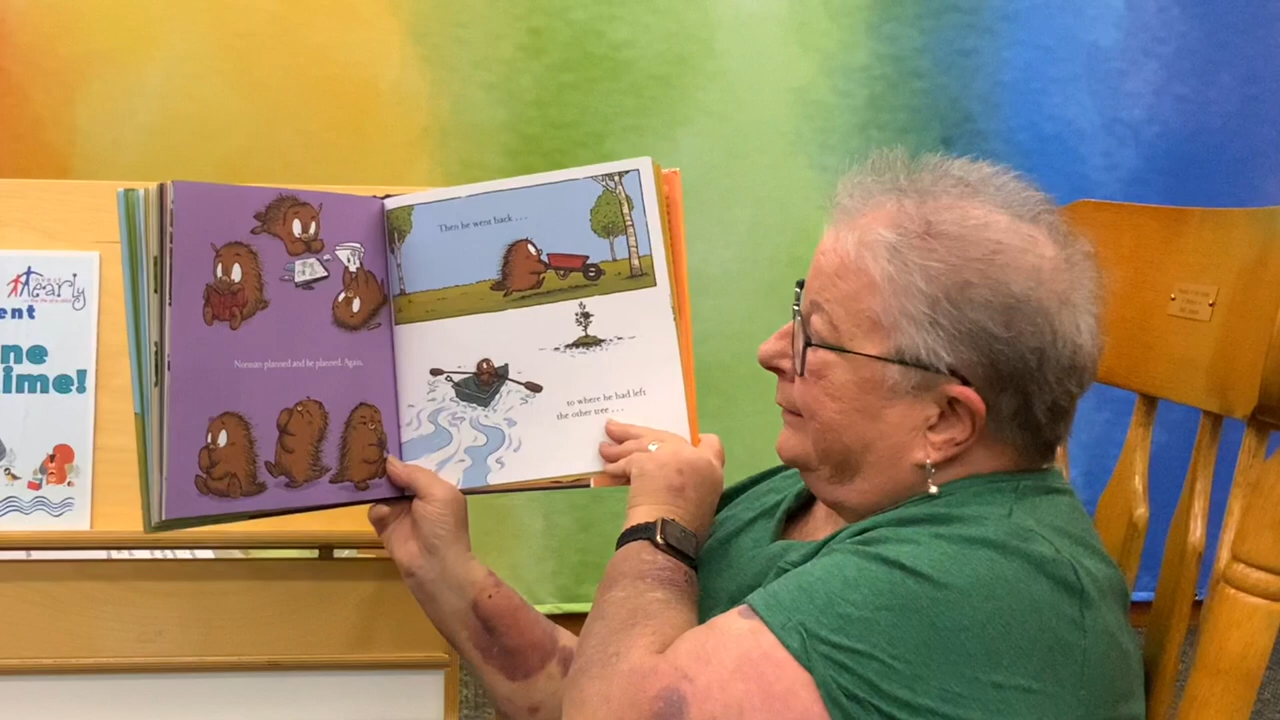 early
ent
ne
ime!
Norman planned and he planned. Again.
Then he went back . . .
to where he had left
the other tree . . .